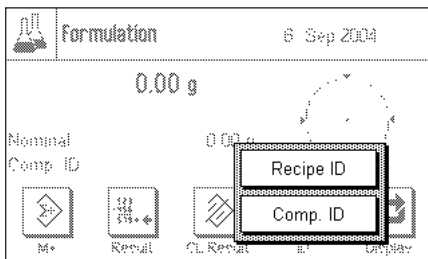 Formulation 6 Sep 2004
0.00 g
Nominal 0.00 g
Comp. ID
Recipe ID
Comp. ID
M+ Result CL Result ID Display